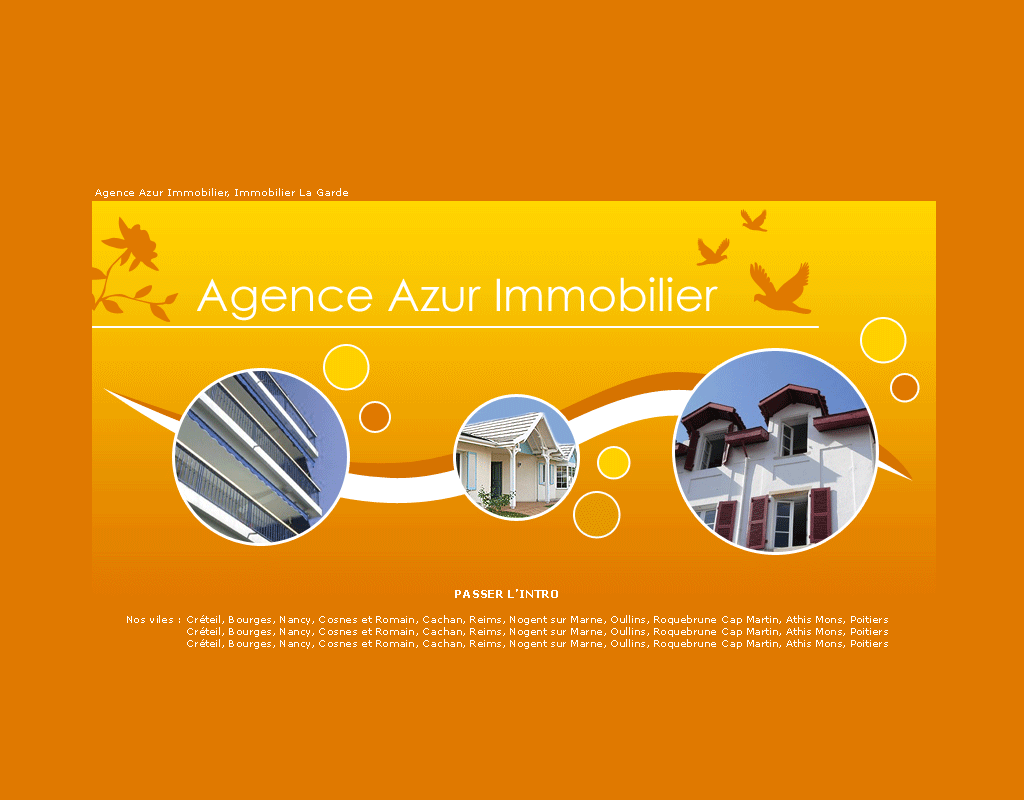 Agence Azur Immobilier, Immobilier La Garde
Agence Azur Immobilier
PASSER L'INTRO
Nos viles : Créteil, Bourges, Nancy, Cosnes et Romain, Cachan, Reims, Nogent sur Marne, Oullins, Roquebrune Cap Martin, Athis Mons, Poitiers
Créteil, Bourges, Nancy, Cosnes et Romain, Cachan, Reims, Nogent sur Marne, Oullins, Roquebrune Cap Martin, Athis Mons, Poitiers
Créteil, Bourges, Nancy, Cosnes et Romain, Cachan, Reims, Nogent sur Marne, Oullins, Roquebrune Cap Martin, Athis Mons, Poitiers